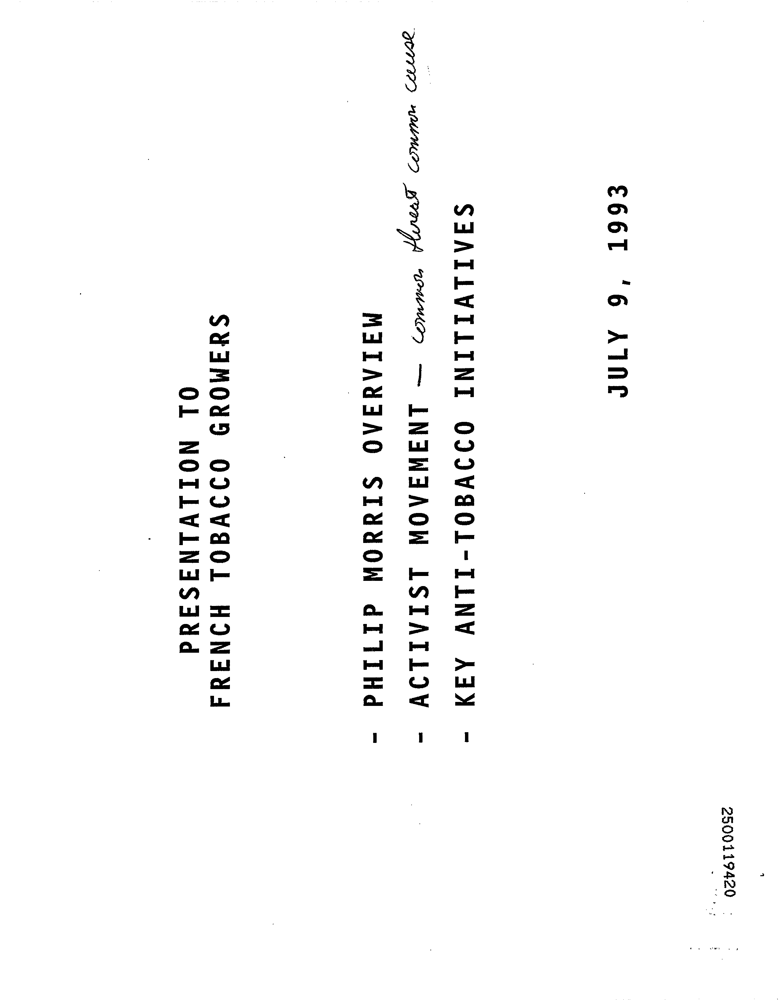 PRESENTATION TO
FRENCH TOBACCO GROWERS
- PHILIP MORRIS OVERVIEW
- ACTIVIST MOVEMENT — common threat common cause
- KEY ANTI-TOBACCO INITIATIVES
JULY 9, 1993
2500119420